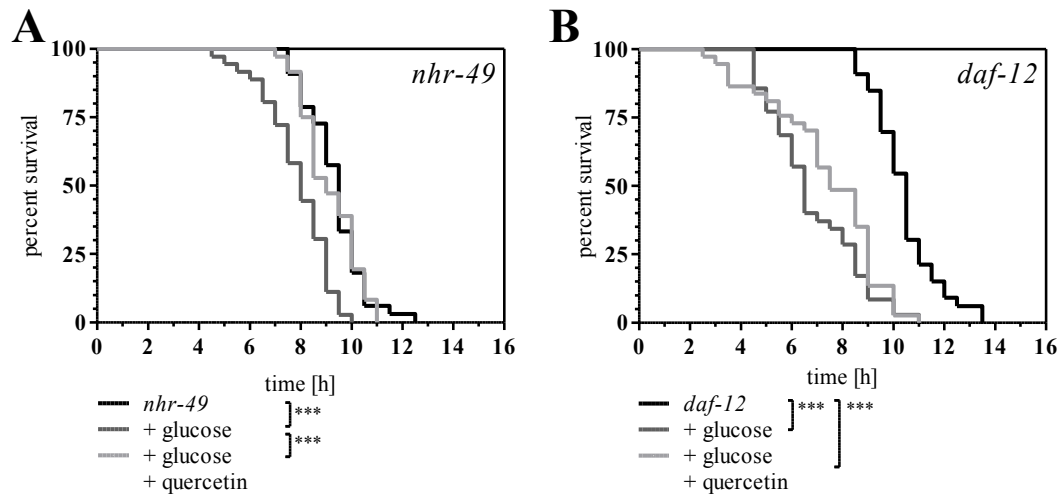 A
B
100
75
50
25
0
percent survival
nhr-49
0 2 4 6 8 10 12 14 16
time [h]
nhr-49
+ glucose
+ glucose
+ quercetin
***
***
100
75
50
25
0
percent survival
daf-12
0 2 4 6 8 10 12 14 16
time [h]
daf-12
+ glucose
+ glucose
+ quercetin
***
***